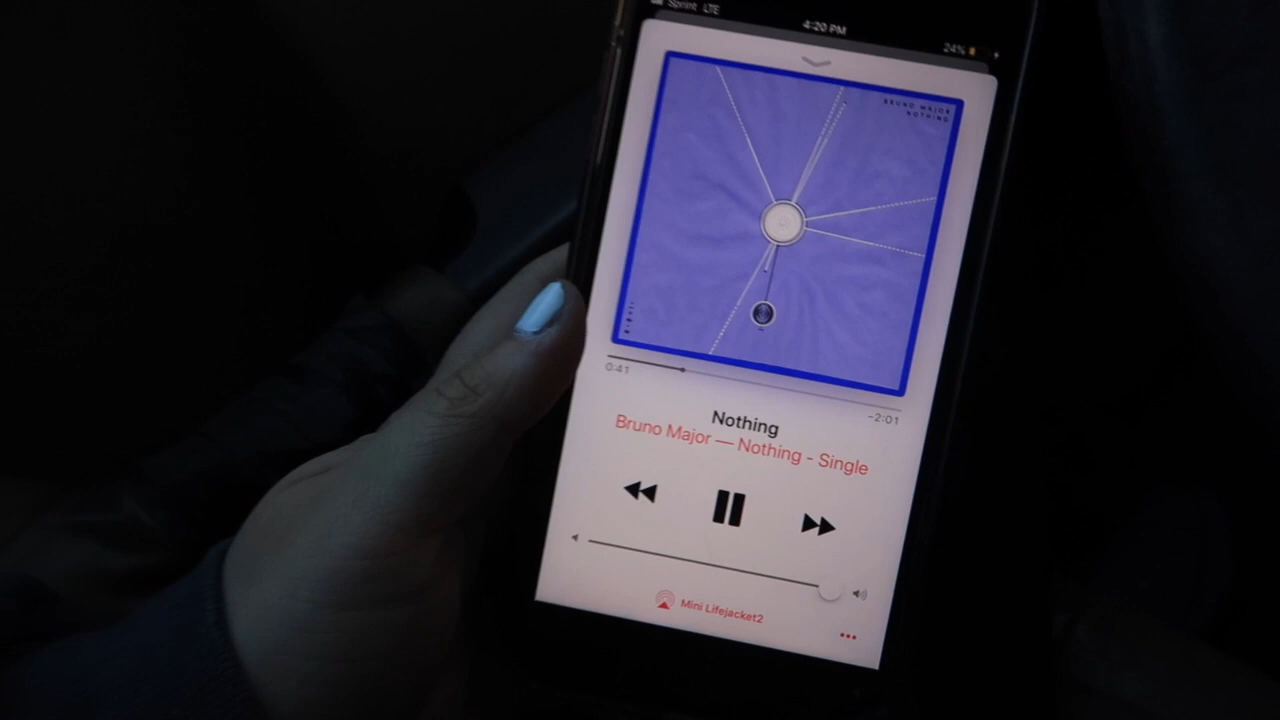 Sprint LTE
4:20 PM
24%
BRUNO MAJOR
NOTHING
0:41
-2:01
Nothing
Bruno Major — Nothing - Single
Mini Lifejacket2